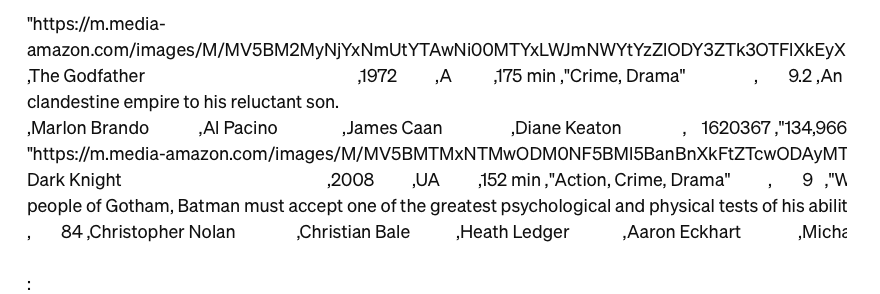 "https://m.media-
amazon.com/images/M/MV5BM2MyNjYxNmUtYTAwNi00MTYxLWJmNWYtYzZlODY3ZTk3OTFlXkEyX
,The Godfather ,1972 ,A ,175 min ,"Crime, Drama" , 9.2 ,An
clandestine empire to his reluctant son.
,Marlon Brando ,Al Pacino ,James Caan ,Diane Keaton , 1620367 ,"134,966
"https://m.media-amazon.com/images/M/MV5BMTMxNTMwODM0NF5BMl5BanBnXkFtZTcwODAyMT
Dark Knight ,2008 ,UA ,152 min ,"Action, Crime, Drama" , 9 ,"W
people of Gotham, Batman must accept one of the greatest psychological and physical tests of his abilit
, 84 ,Christopher Nolan ,Christian Bale ,Heath Ledger ,Aaron Eckhart ,Micha
: